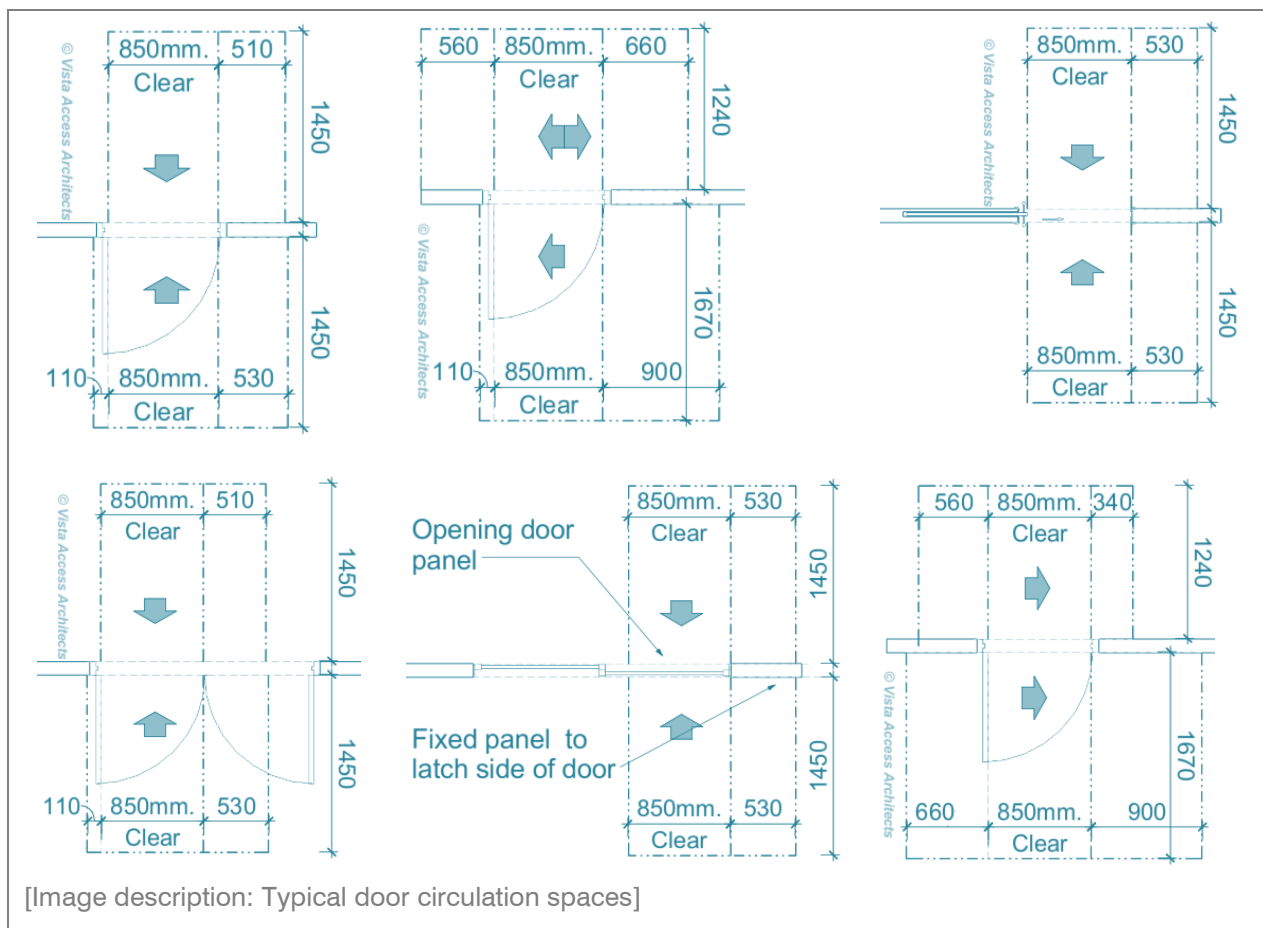 © Vista Access Architects
850mm. 510
Clear
1450
1450
110 850mm. 530
Clear
560 850mm. 660
Clear
1240
© Vista Access Architects
1670
110 850mm. 900
Clear
© Vista Access Architects
850mm. 530
Clear
1450
1450
850mm. 530
Clear
© Vista Access Architects
850mm. 510
Clear
1450
1450
110 850mm. 530
Clear
850mm. 530
Clear
Opening door
panel
1450
Fixed panel to
latch side of door
1450
850mm. 530
Clear
560 850mm. 340
Clear
1240
© Vista Access Architects
1670
660 850mm. 900
Clear
[Image description: Typical door circulation spaces]